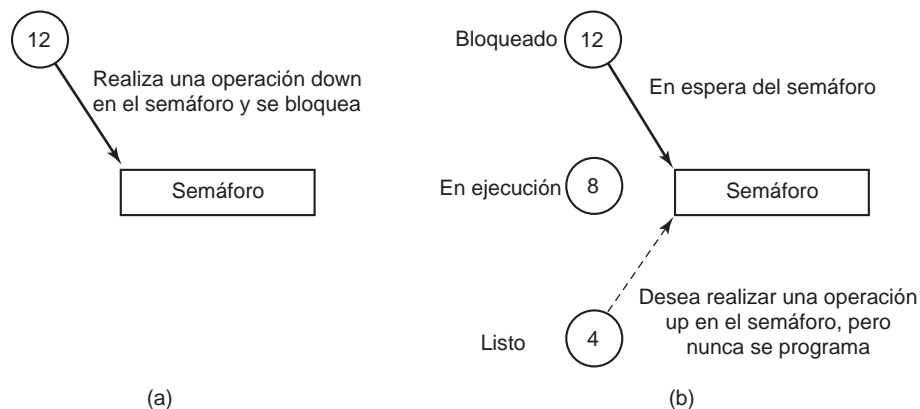 12
Realiza una operación down
en el semáforo y se bloquea
Semáforo
(a)
Bloqueado
12
En espera del semáforo
En ejecución
8
Semáforo
Desea realizar una operación
up en el semáforo, pero
nunca se programa
Listo
4
(b)